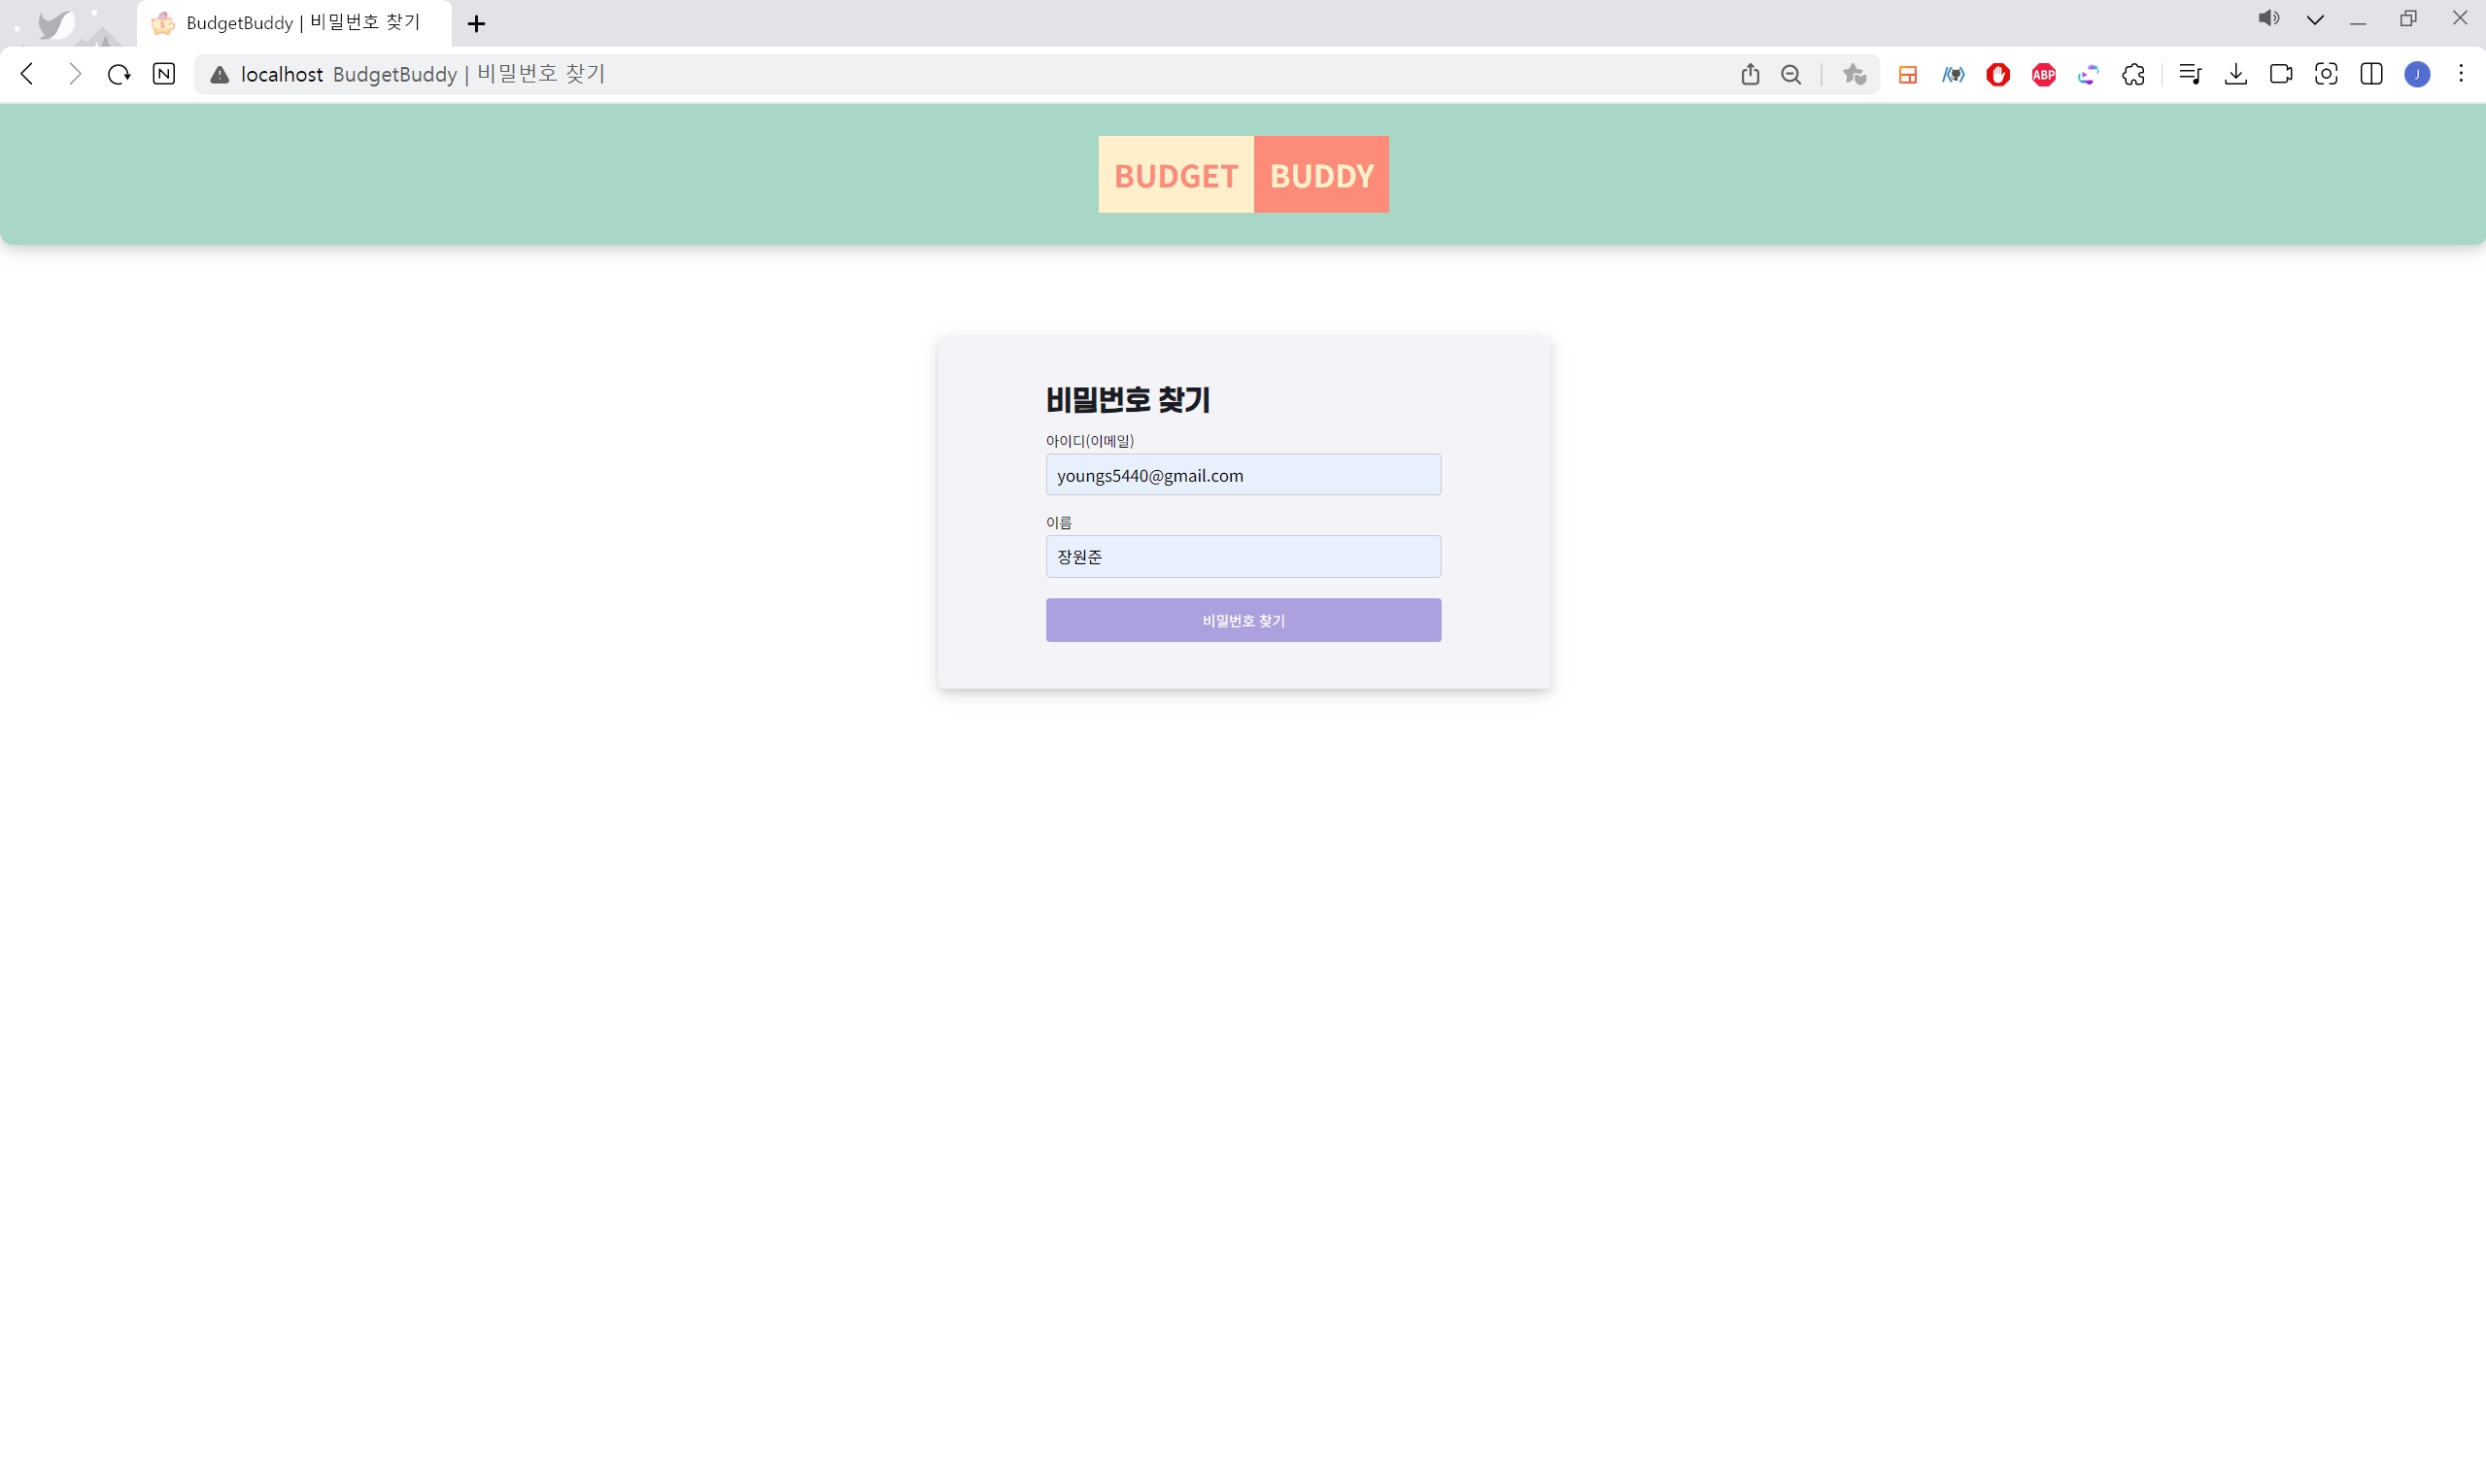 BudgetBuddy | 비밀번호 찾기
N localhost BudgetBuddy | 비밀번호 찾기 ABP J
BUDGET BUDDY
비밀번호 찾기
아이디(이메일)
youngs5440@gmail.com
이름
장원준
비밀번호 찾기